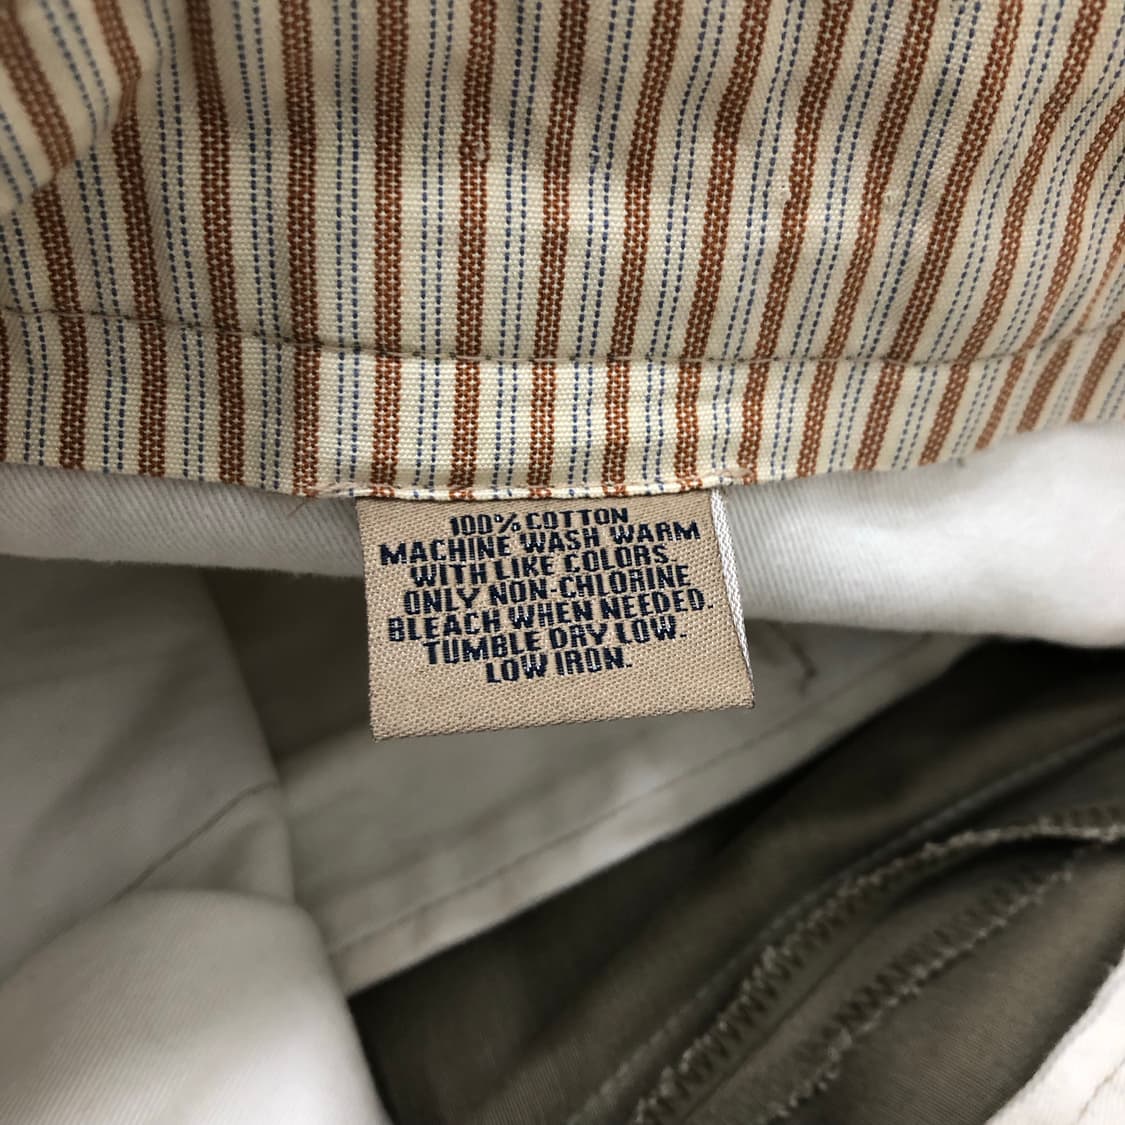 100% COTTON
MACHINE WASH WARM
WITH LIKE COLORS
ONLY NON-CHLORINE
BLEACH WHEN NEEDED.
TUMBLE DRY LOW.
LOW IRON.